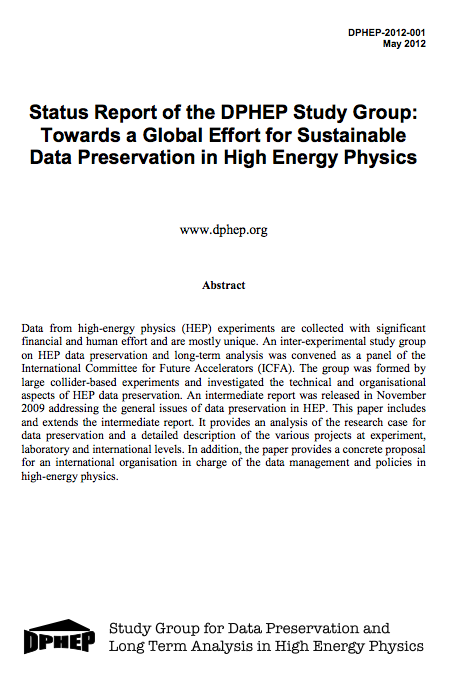 DPHEP-2012-001
May 2012
Status Report of the DPHEP Study Group:
Towards a Global Effort for Sustainable
Data Preservation in High Energy Physics
www.dphep.org
Abstract
Data from high-energy physics (HEP) experiments are collected with significant
financial and human effort and are mostly unique. An inter-experimental study group
on HEP data preservation and long-term analysis was convened as a panel of the
International Committee for Future Accelerators (ICFA). The group was formed by
large collider-based experiments and investigated the technical and organisational
aspects of HEP data preservation. An intermediate report was released in November
2009 addressing the general issues of data preservation in HEP. This paper includes
and extends the intermediate report. It provides an analysis of the research case for
data preservation and a detailed description of the various projects at experiment,
laboratory and international levels. In addition, the paper provides a concrete proposal
for an international organisation in charge of the data management and policies in
high-energy physics.
DPHEP
Study Group for Data Preservation and
Long Term Analysis in High Energy Physics